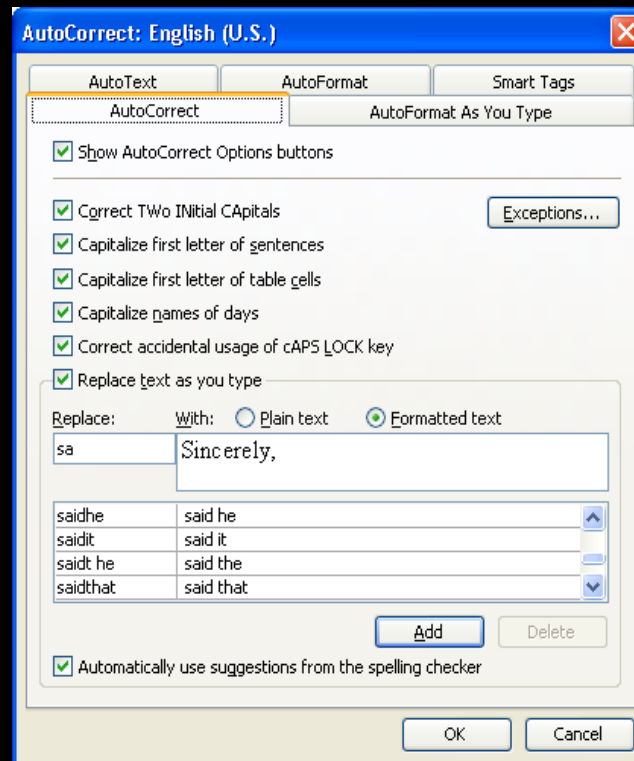 AutoCorrect: English (U.S.)
AutoText AutoFormat Smart Tags
AutoCorrect AutoFormat As You Type
Show AutoCorrect Options buttons
Correct TWo INitial CApitals Exceptions...
Capitalize first letter of sentences
Capitalize first letter of table cells
Capitalize names of days
Correct accidental usage of cAPS LOCK key
Replace text as you type
Replace: With: Plain text Formatted text
sa Sincerely,
saidhe said he
saidit said it
saidt he said the
saidthat said that
Add Delete
Automatically use suggestions from the spelling checker
OK Cancel